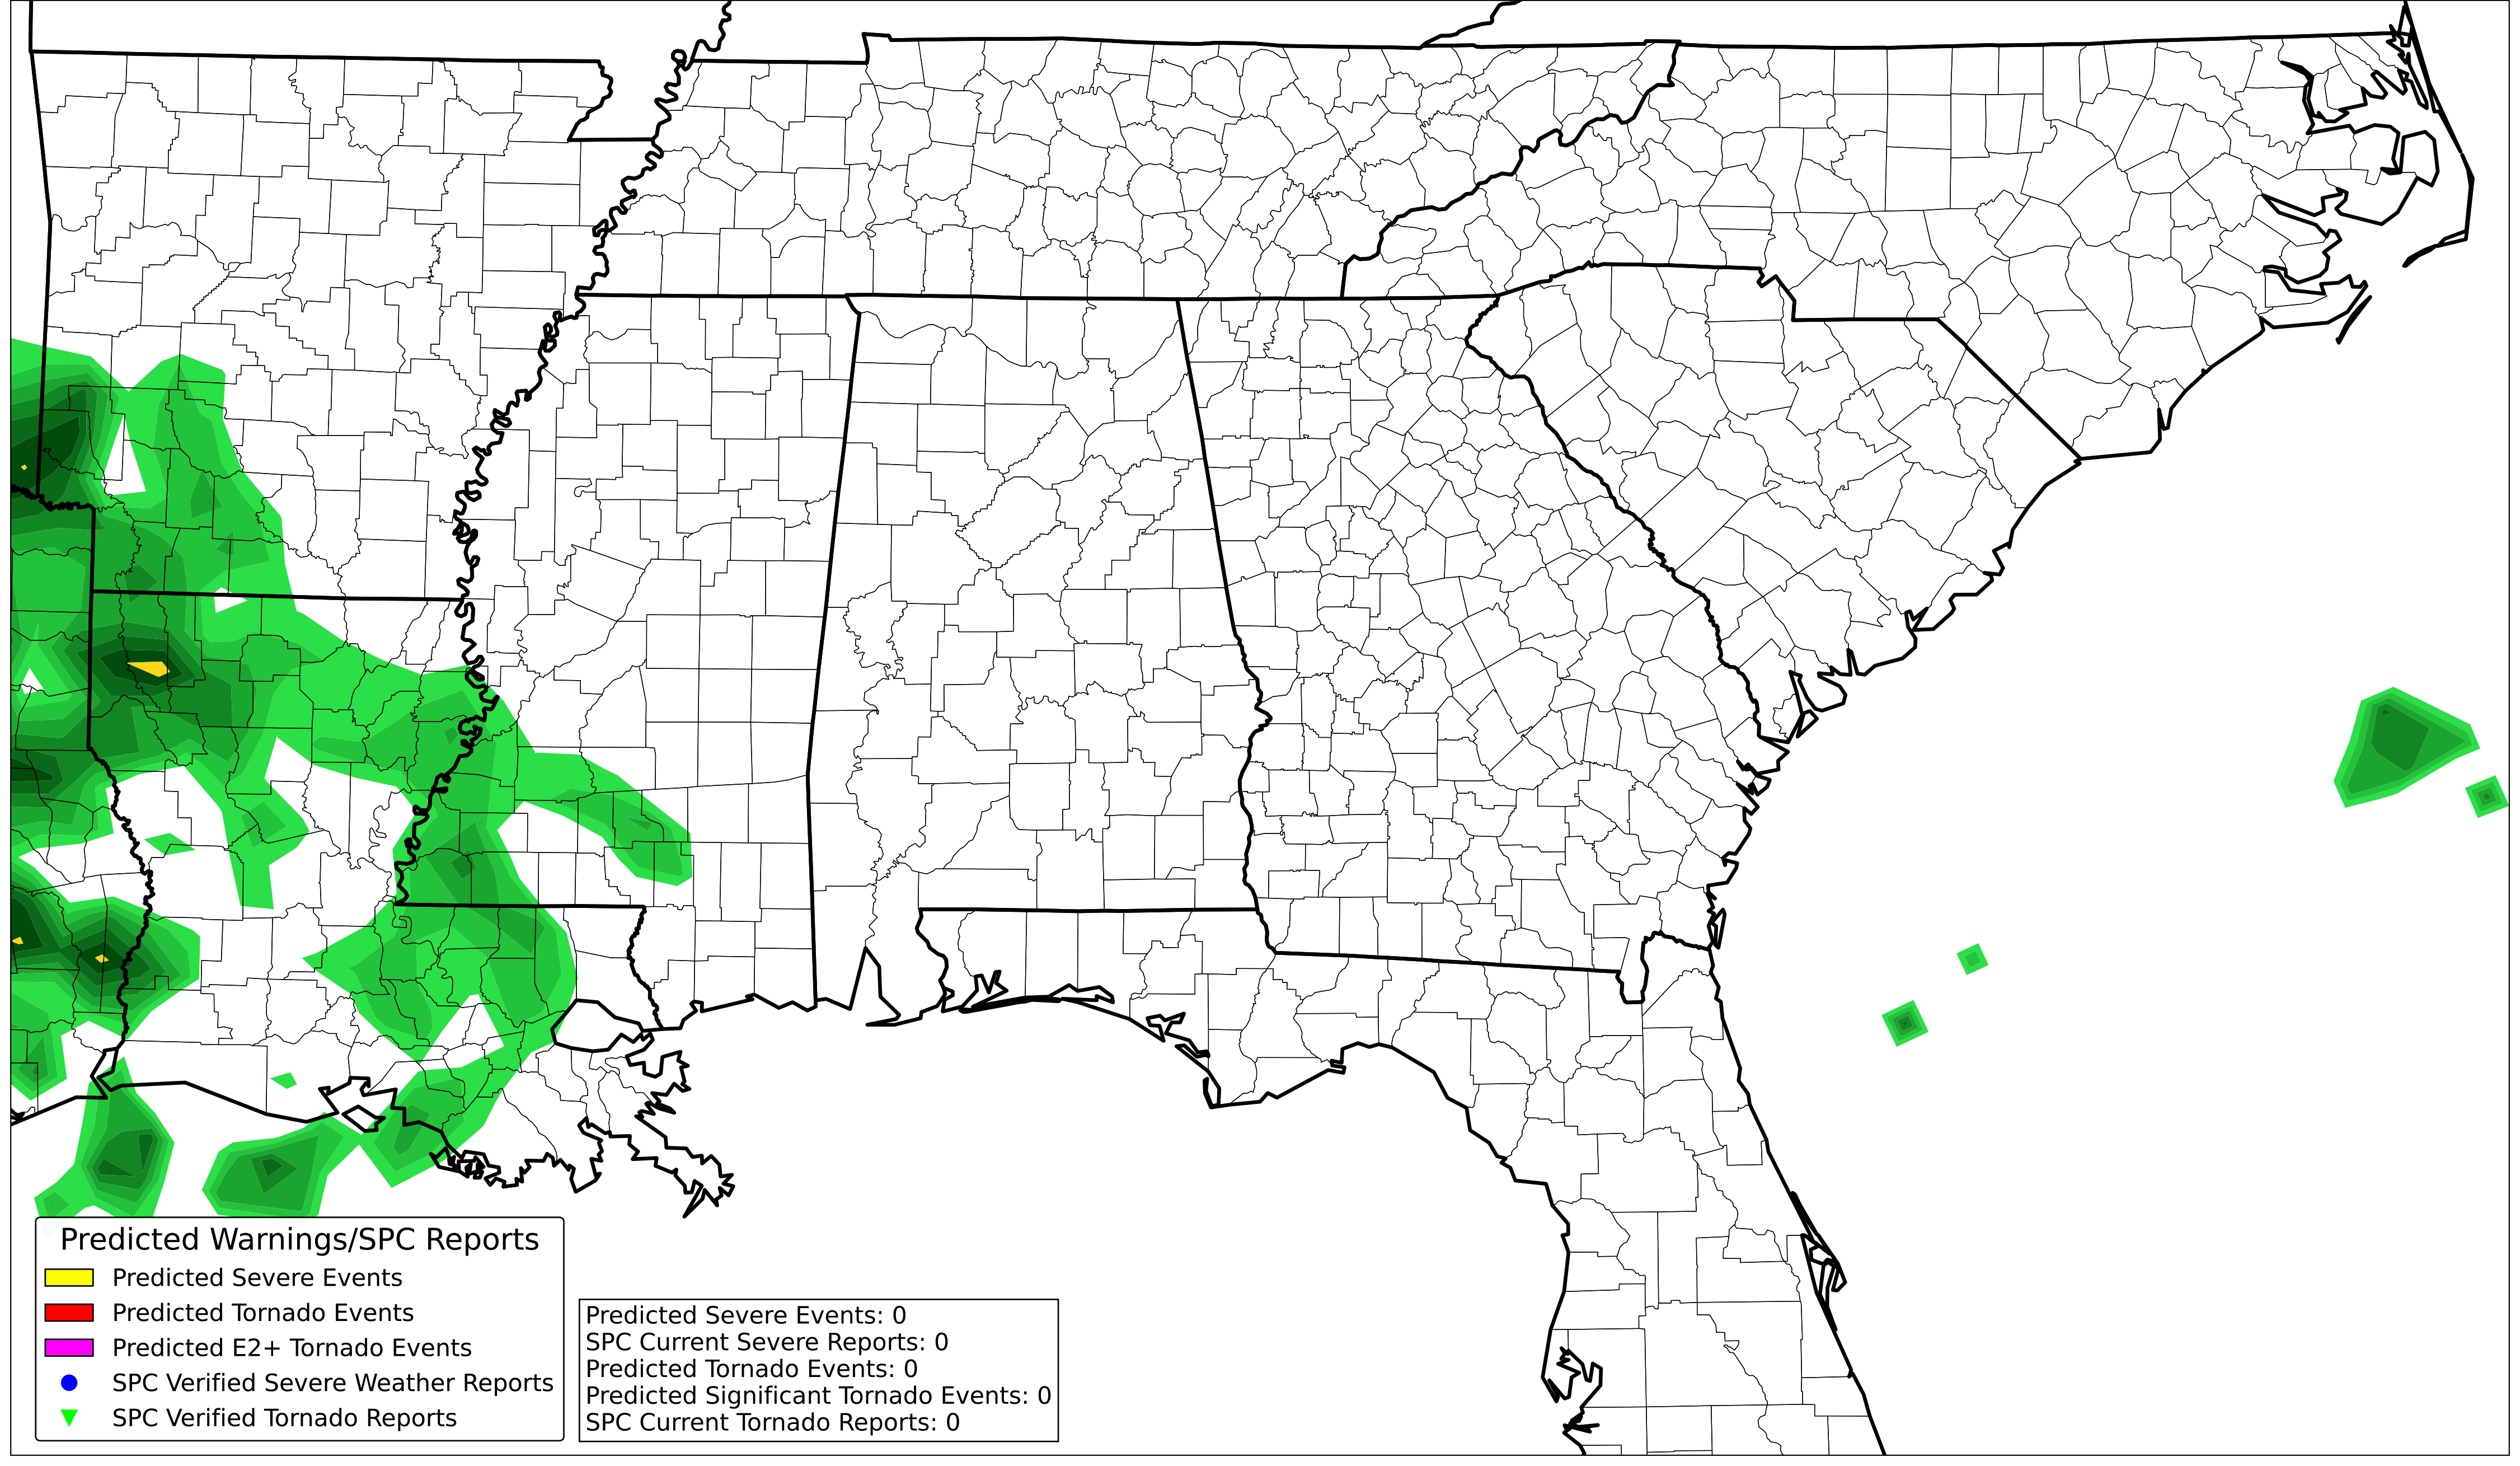 Predicted Warnings/SPC Reports
Predicted Severe Events
Predicted Tornado Events
Predicted E2+ Tornado Events
SPC Verified Severe Weather Reports
SPC Verified Tornado Reports
Predicted Severe Events: 0
SPC Current Severe Reports: 0
Predicted Tornado Events: 0
Predicted Significant Tornado Events: 0
SPC Current Tornado Reports: 0